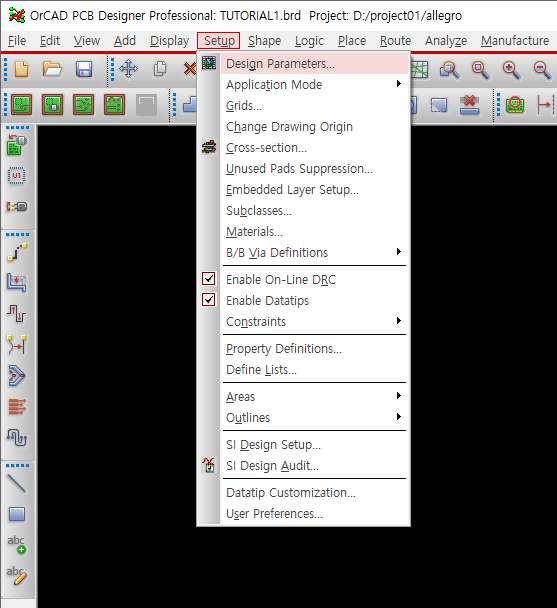 OrCAD PCB Designer Professional: TUTORIAL1.brd Project: D:/project01/allegro
File Edit View Add Display Setup Shape Logic Place Route Analyze Manufacture
Design Parameters...
Application Mode
Grids...
Change Drawing Origin
Cross-section...
Unused Pads Suppression...
Embedded Layer Setup...
Subclasses...
Materials...
B/B Via Definitions
Enable On-Line DRC
Enable Datatips
Constraints
Property Definitions...
Define Lists...
Areas
Outlines
SI Design Setup...
SI Design Audit...
Datatip Customization...
User Preferences...
U1
abc
abc